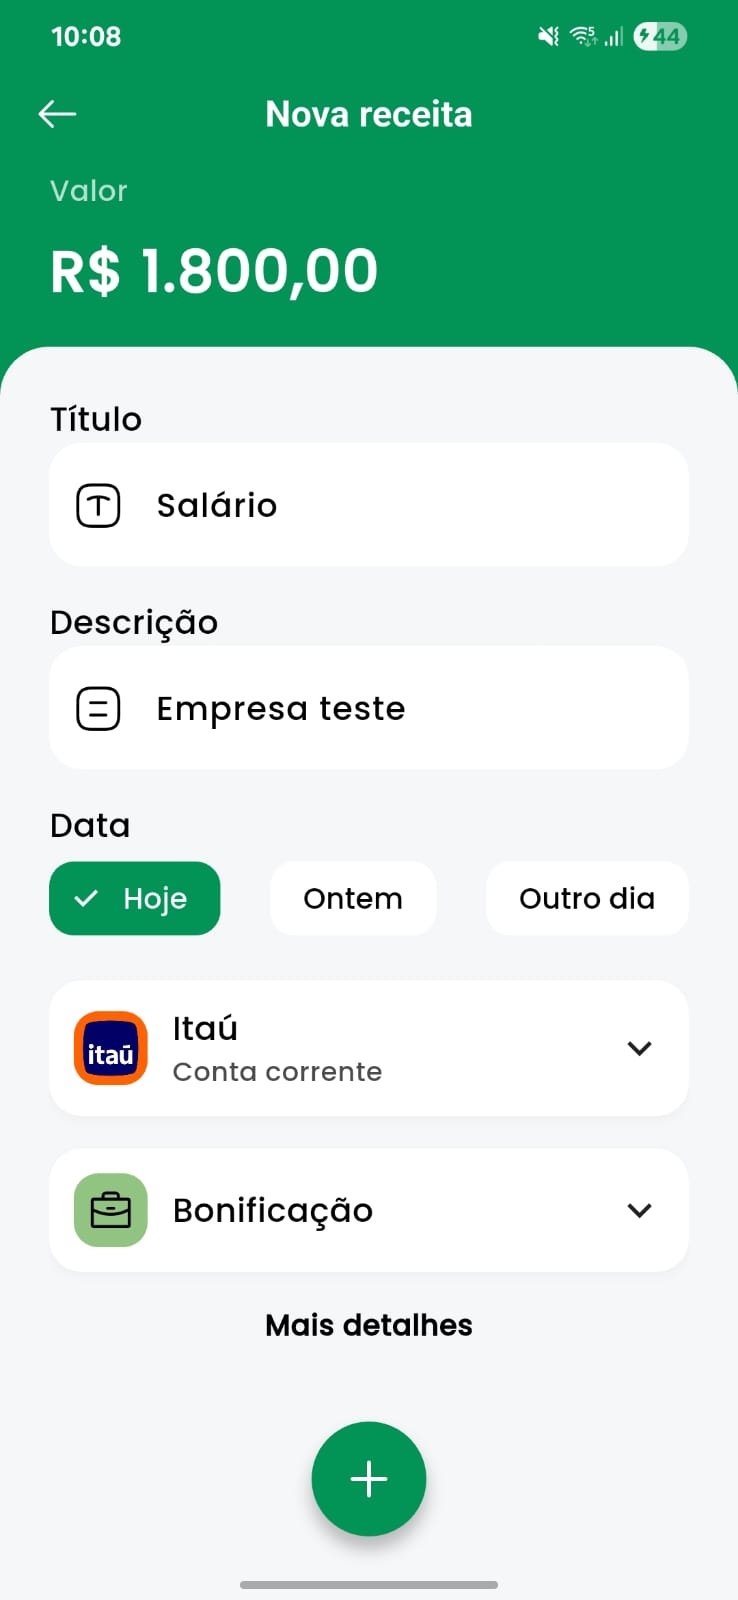 10:08
44
Nova receita
Valor
R$ 1.800,00
Título
Salário
Descrição
Empresa teste
Data
Hoje
Ontem
Outro dia
itaú
Itaú
Conta corrente
Bonificação
Mais detalhes